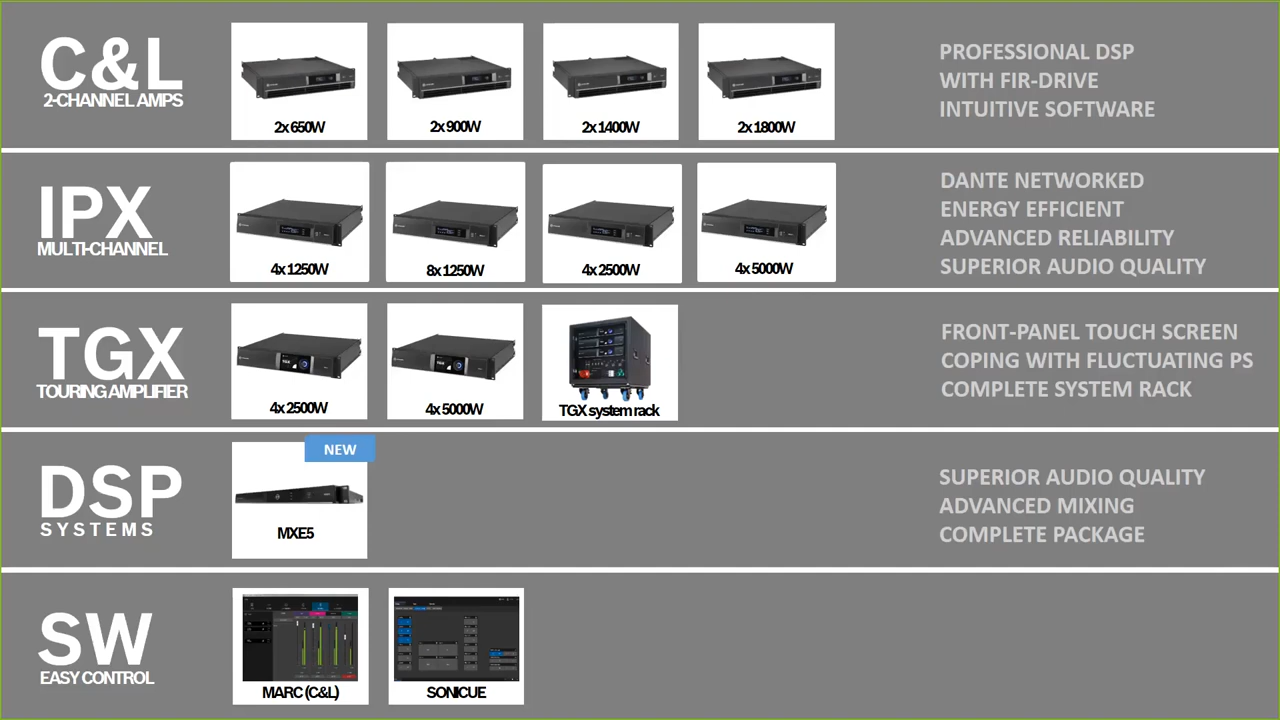 C&L
2-CHANNEL AMPS
2x 650W
2x 900W
2x 1400W
2x 1800W
PROFESSIONAL DSP
WITH FIR-DRIVE
INTUITIVE SOFTWARE
IPX
MULTI-CHANNEL
4x 1250W
8x 1250W
4x 2500W
4x 5000W
DANTE NETWORKED
ENERGY EFFICIENT
ADVANCED RELIABILITY
SUPERIOR AUDIO QUALITY
TGX
TOURING AMPLIFIER
TGX
4x 2500W
TGX
4x 5000W
TGX system rack
FRONT-PANEL TOUCH SCREEN
COPING WITH FLUCTUATING PS
COMPLETE SYSTEM RACK
DSP
SYSTEMS
NEW
MXE5
SUPERIOR AUDIO QUALITY
ADVANCED MIXING
COMPLETE PACKAGE
SW
EASY CONTROL
MARC (C&L)
SONICUE